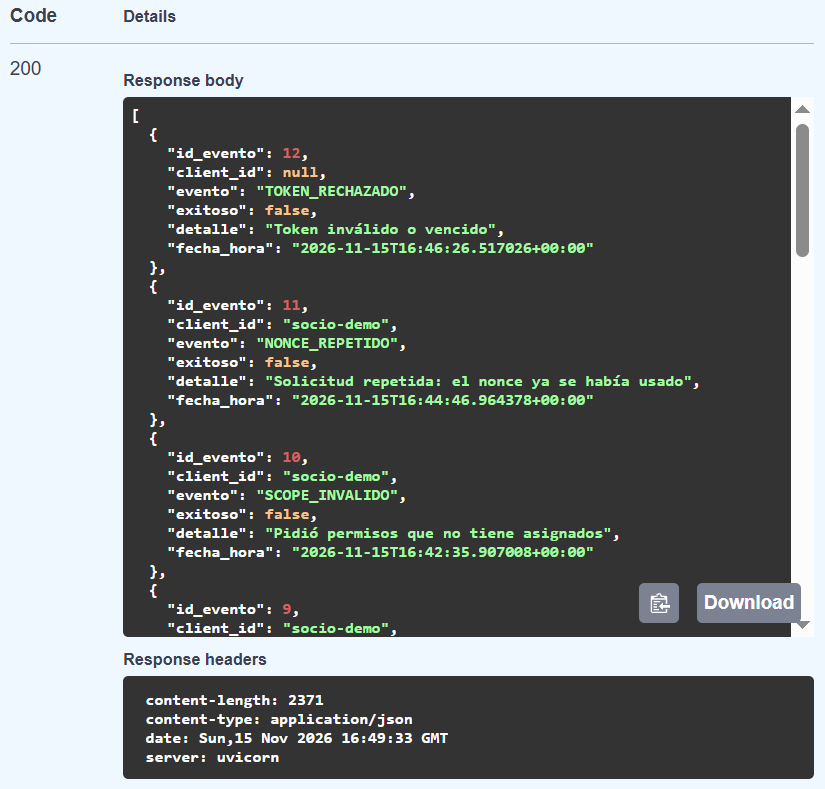 Code Details
200
Response body
[
  {
    "id_evento": 12,
    "client_id": null,
    "evento": "TOKEN_RECHAZADO",
    "exitoso": false,
    "detalle": "Token inválido o vencido",
    "fecha_hora": "2026-11-15T16:46:26.517026+00:00"
  },
  {
    "id_evento": 11,
    "client_id": "socio-demo",
    "evento": "NONCE_REPETIDO",
    "exitoso": false,
    "detalle": "Solicitud repetida: el nonce ya se había usado",
    "fecha_hora": "2026-11-15T16:44:46.964378+00:00"
  },
  {
    "id_evento": 10,
    "client_id": "socio-demo",
    "evento": "SCOPE_INVALIDO",
    "exitoso": false,
    "detalle": "Pidió permisos que no tiene asignados",
    "fecha_hora": "2026-11-15T16:42:35.907008+00:00"
  },
  {
    "id_evento": 9,
    "client_id": "socio-demo",
Download
Response headers
content-length: 2371
content-type: application/json
date: Sun,15 Nov 2026 16:49:33 GMT
server: uvicorn